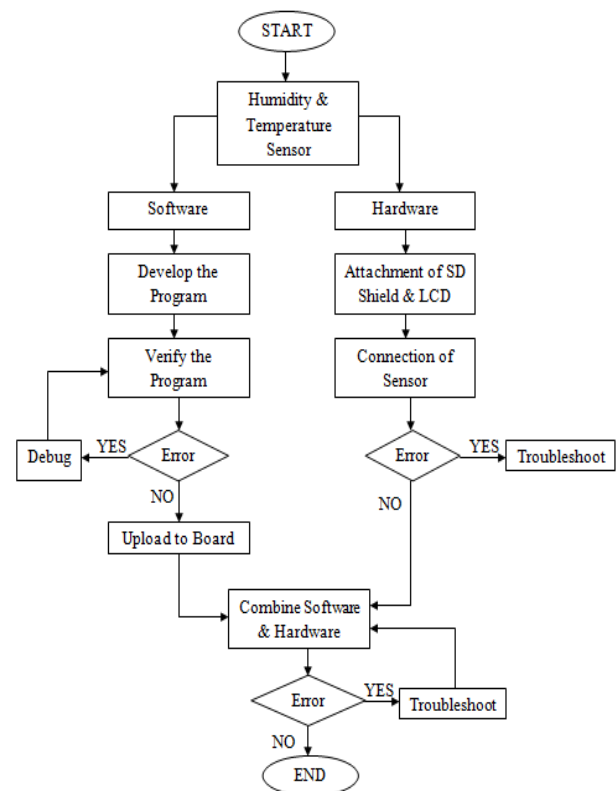 START
Humidity &
Temperature
Sensor
Software
Hardware
Develop the
Program
Attachment of SD
Shield & LCD
Verify the
Program
Connection of
Sensor
Debug
YES
Error
Error
YES
Troubleshoot
NO
NO
Upload to Board
Combine Software
& Hardware
Error
YES
Troubleshoot
NO
END